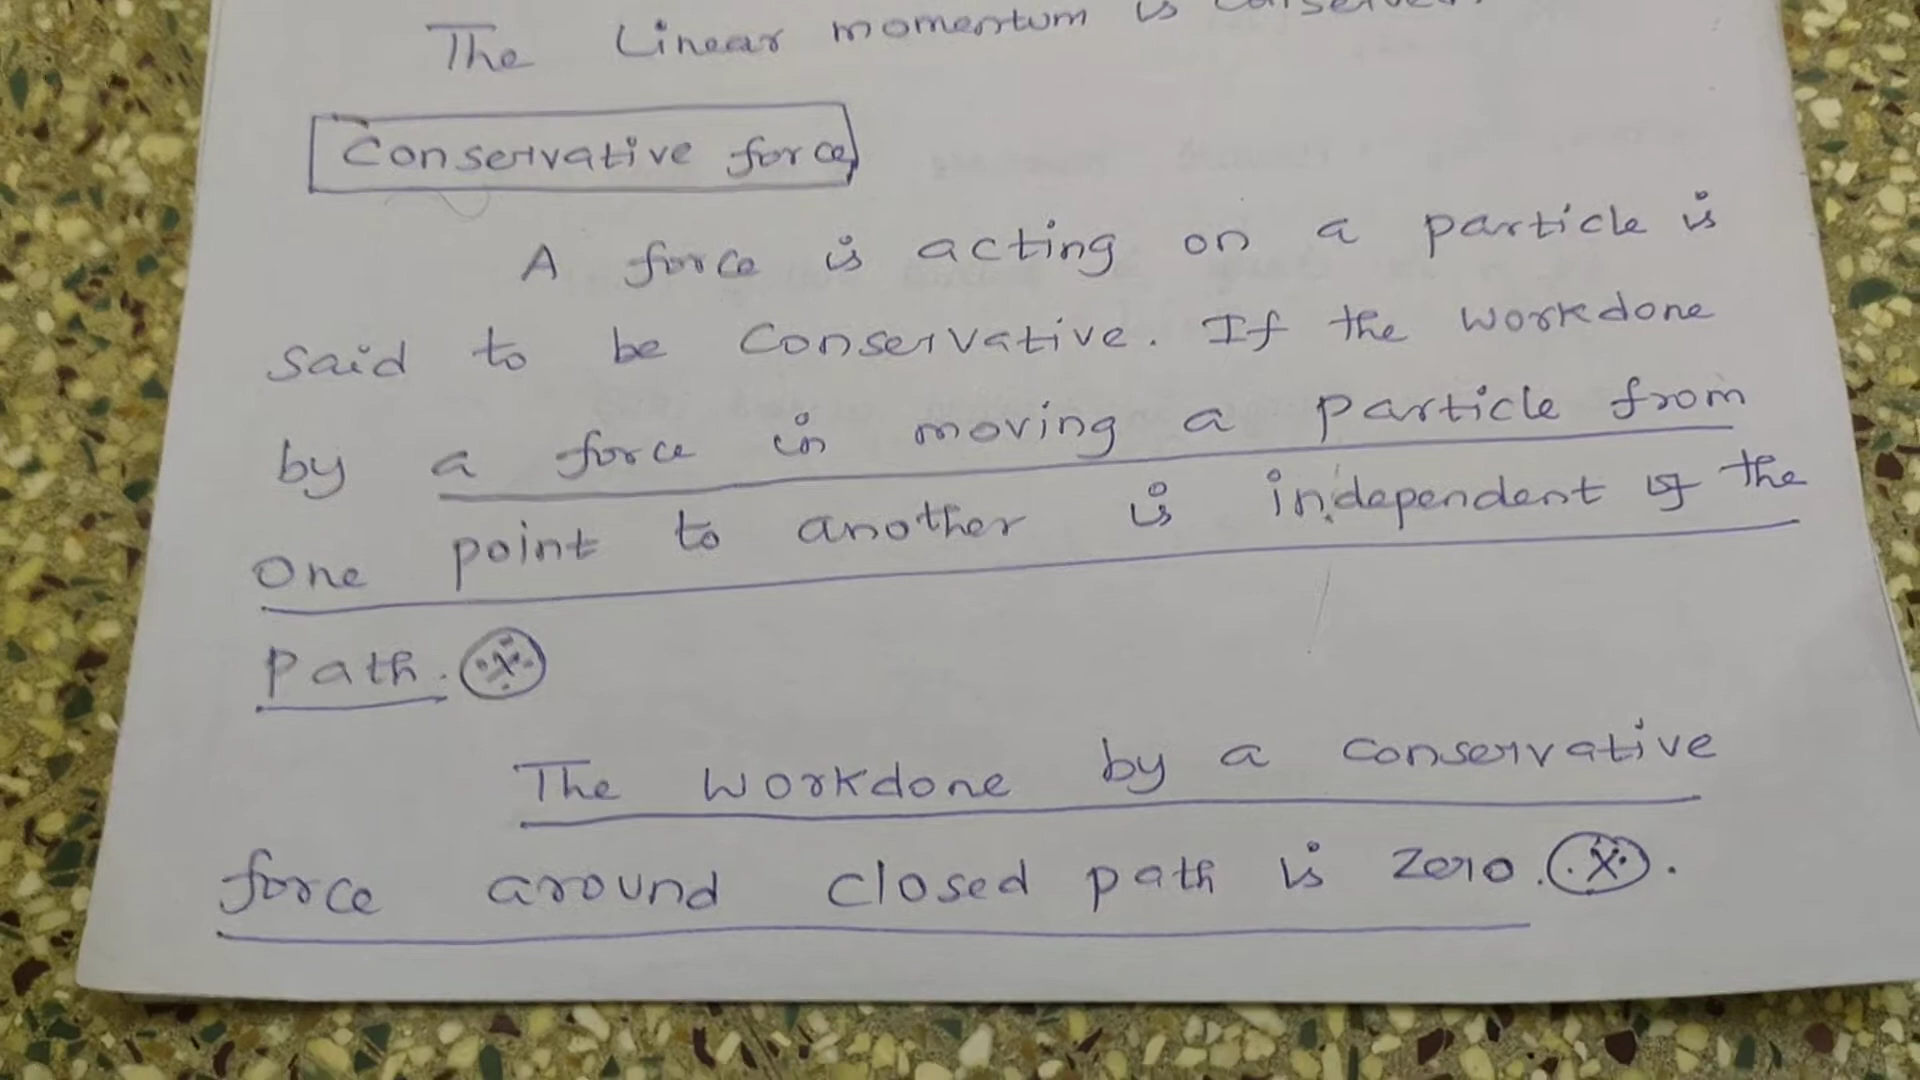 The Linear momentum is conserved.
Conservative force
A force is acting on a particle is
said to be Conservative. If the workdone
by a force in moving a particle from
One point to another is independent of the
path.
The workdone by a conservative
force around closed path is zero.